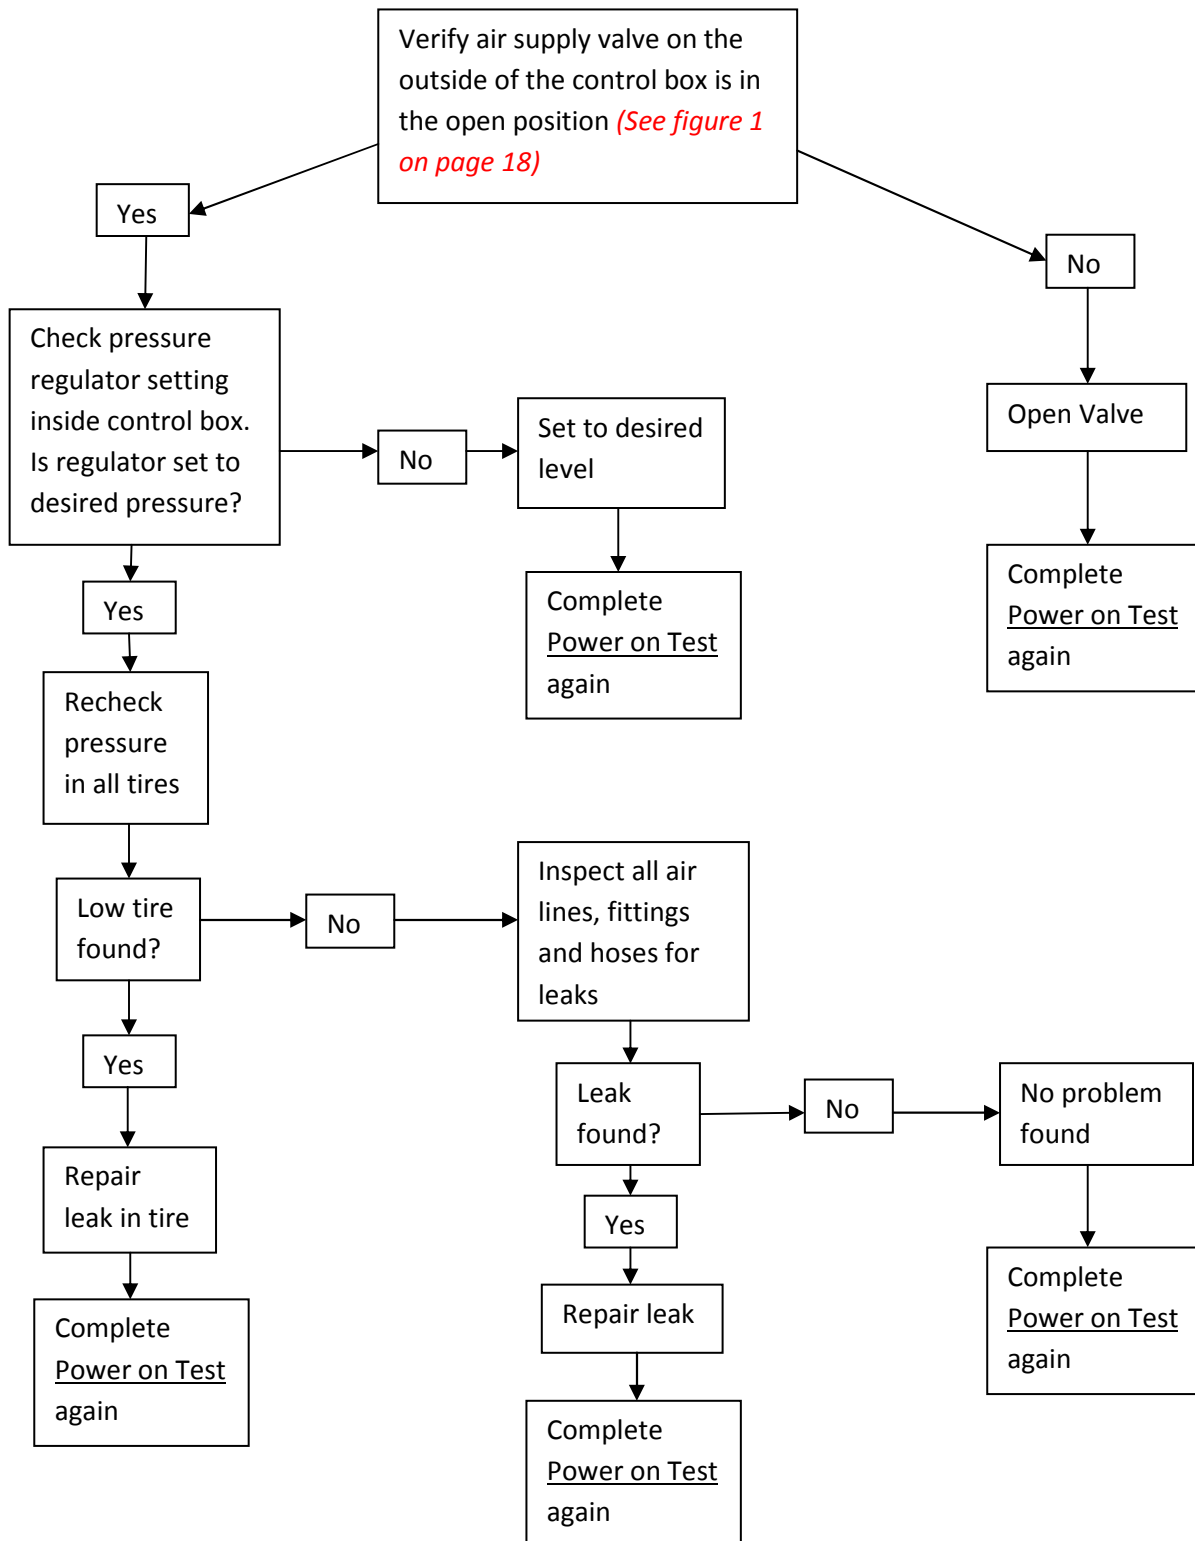 Verify air supply valve on the
outside of the control box is in
the open position (See figure 1
on page 18)
Yes
No
Check pressure
regulator setting
inside control box.
Is regulator set to
desired pressure?
No
Set to desired
level
Open Valve
Complete
Power on Test
again
Complete
Power on Test
again
Yes
Recheck
pressure
in all tires
Low tire
found?
No
Inspect all air
lines, fittings
and hoses for
leaks
Yes
Leak
found?
No
No problem
found
Repair
leak in tire
Yes
Complete
Power on Test
again
Repair leak
Complete
Power on Test
again
Complete
Power on Test
again